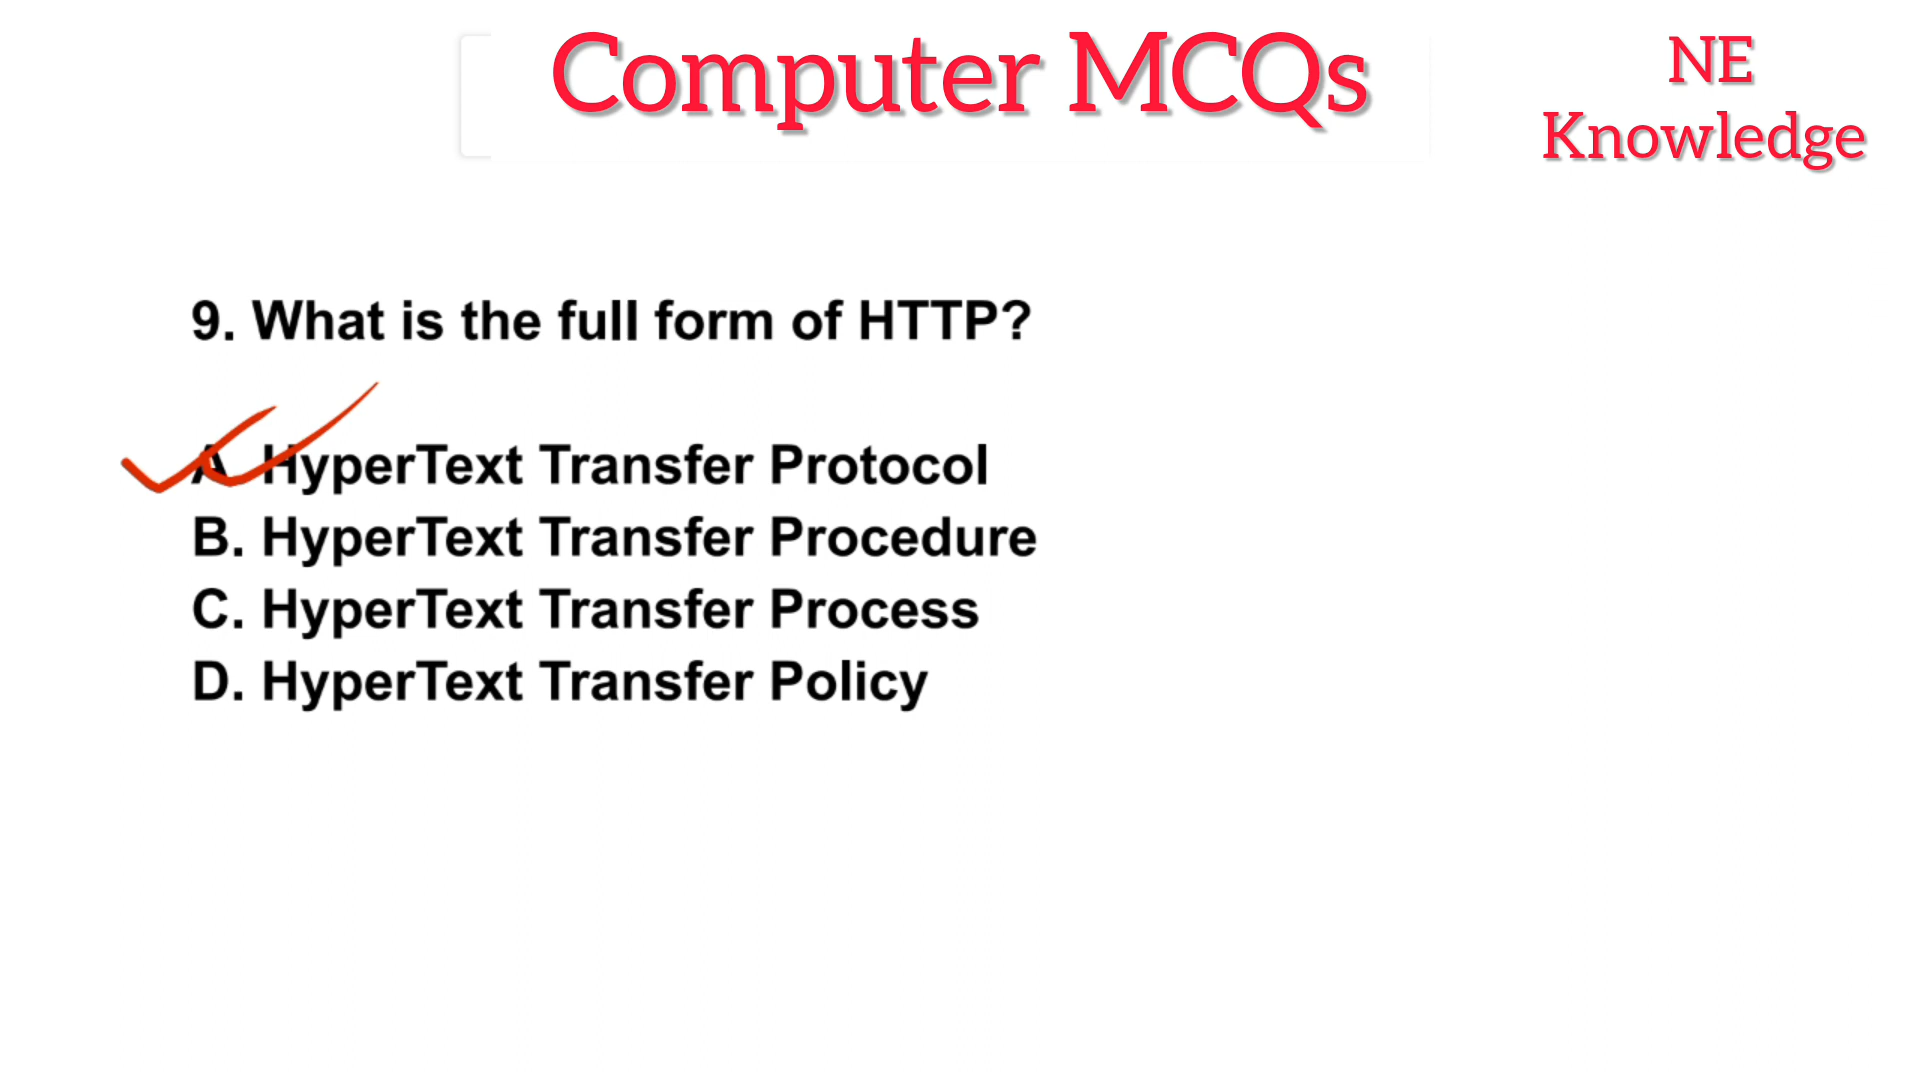 Computer MCQs
NE
Knowledge
9. What is the full form of HTTP?
A. HyperText Transfer Protocol
B. HyperText Transfer Procedure
C. HyperText Transfer Process
D. HyperText Transfer Policy